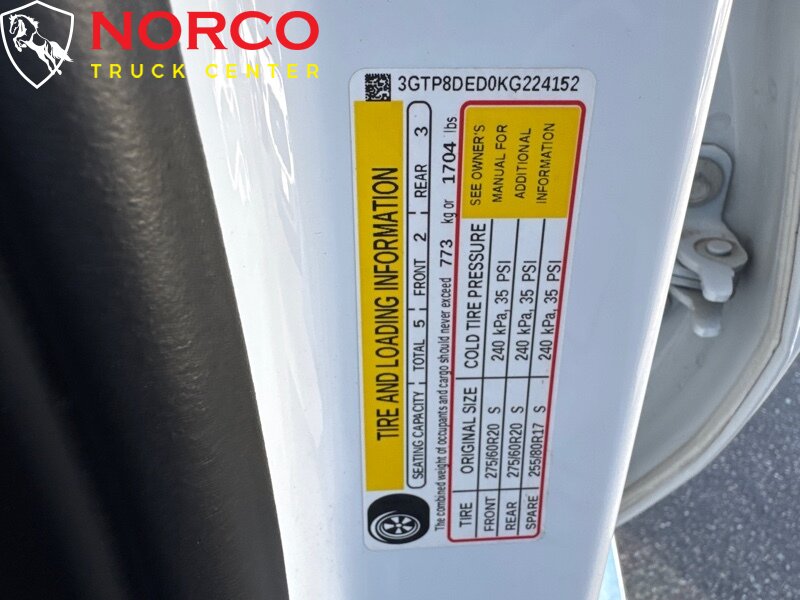 NORCO
TRUCK CENTER
3GTP8DED0KG224152
TIRE AND LOADING INFORMATION
SEATING CAPACITY TOTAL 5 FRONT 2 REAR 3
The combined weight of occupants and cargo should never exceed 773 kg or 1704 lbs
TIRE ORIGINAL SIZE COLD TIRE PRESSURE
FRONT 275/60R20 S 240 kPa, 35 PSI
REAR 275/60R20 S 240 kPa, 35 PSI
SPARE 255/80R17 S 240 kPa, 35 PSI
SEE OWNER'S
MANUAL FOR
ADDITIONAL
INFORMATION